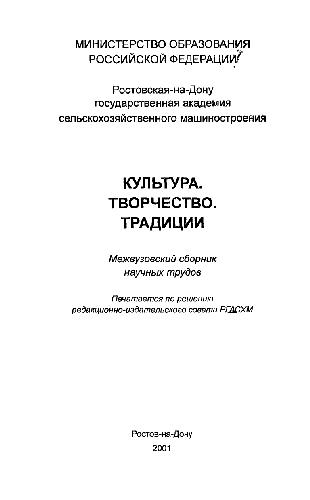 МИНИСТЕРСТВО ОБРАЗОВАНИЯ
РОССИЙСКОЙ ФЕДЕРАЦИИ
Ростовская-на-Дону
государственная академия
сельскохозяйственного машиностроения
КУЛЬТУРА.
ТВОРЧЕСТВО.
ТРАДИЦИИ
Межвузовский сборник
научных трудов
Печатается по решению
редакционно-издательского совета РГАСХМ
Ростов-на-Дону
2001